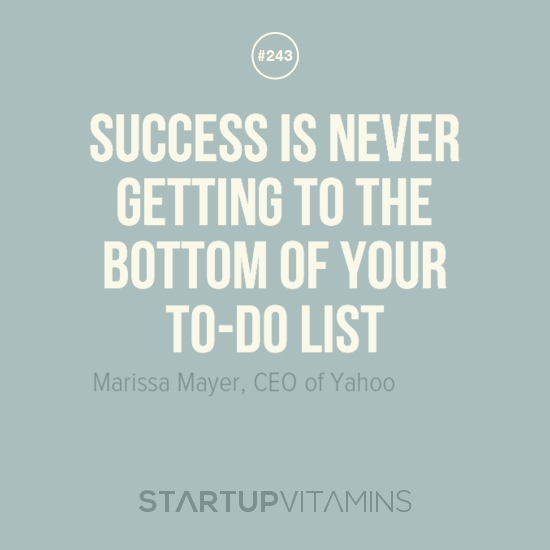 #243
SUCCESS IS NEVER
GETTING TO THE
BOTTOM OF YOUR
TO-DO LIST
Marissa Mayer, CEO of Yahoo
STARTUPVITAMINS